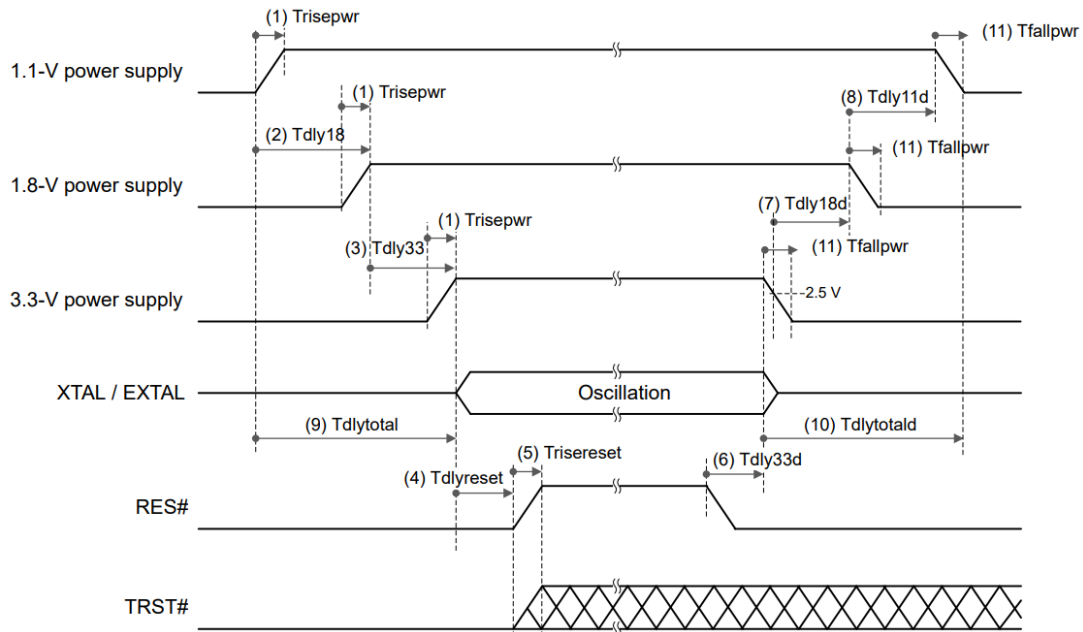 (1) Trisepwr
(11) Tfallpwr
1.1-V power supply
(1) Trisepwr
(8) Tdly11d
(2) Tdly18
(11) Tfallpwr
1.8-V power supply
(7) Tdly18d
(1) Trisepwr
(3) Tdly33
(11) Tfallpwr
3.3-V power supply
2.5 V
XTAL / EXTAL
Oscillation
(9) Tdlytotal
(10) Tdlytotald
(5) Trisereset
(6) Tdly33d
(4) Tdlyreset
RES#
TRST#